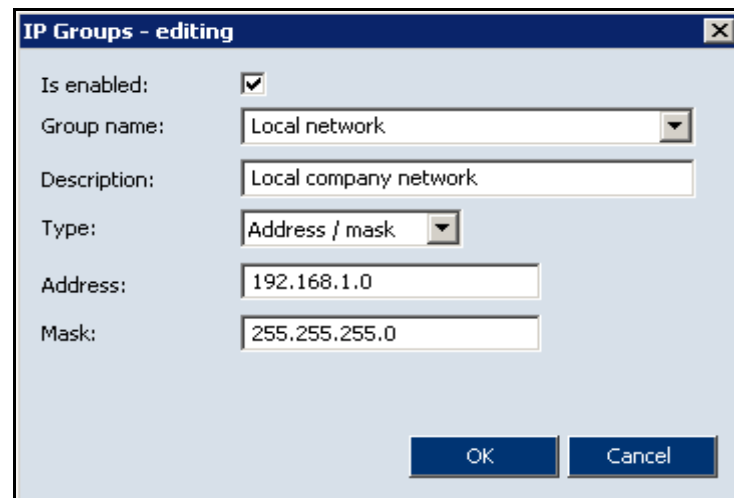 IP Groups - editing
Is enabled:
Group name: Local network
Description: Local company network
Type: Address / mask
Address: 192.168.1.0
Mask: 255.255.255.0
OK Cancel